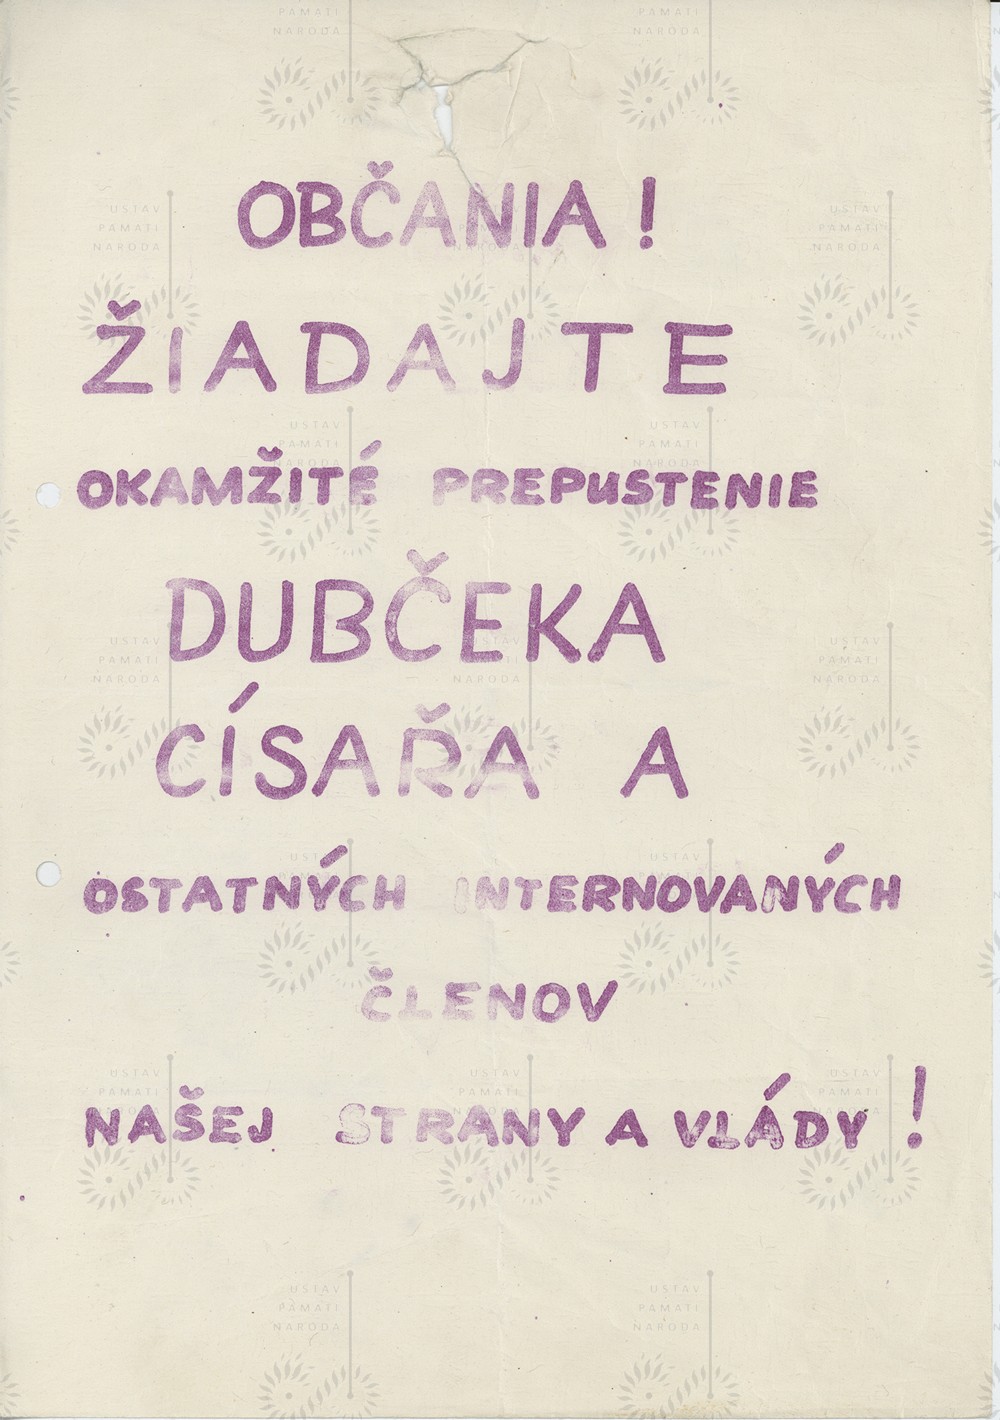 OBČANIA !
ŽIADAJTE
OKAMŽITÉ PREPUSTENIE
DUBČEKA
CÍSAŘA A
OSTATNÝCH INTERNOVANÝCH
ČLENOV
NAŠEJ STRANY A VLÁDY !